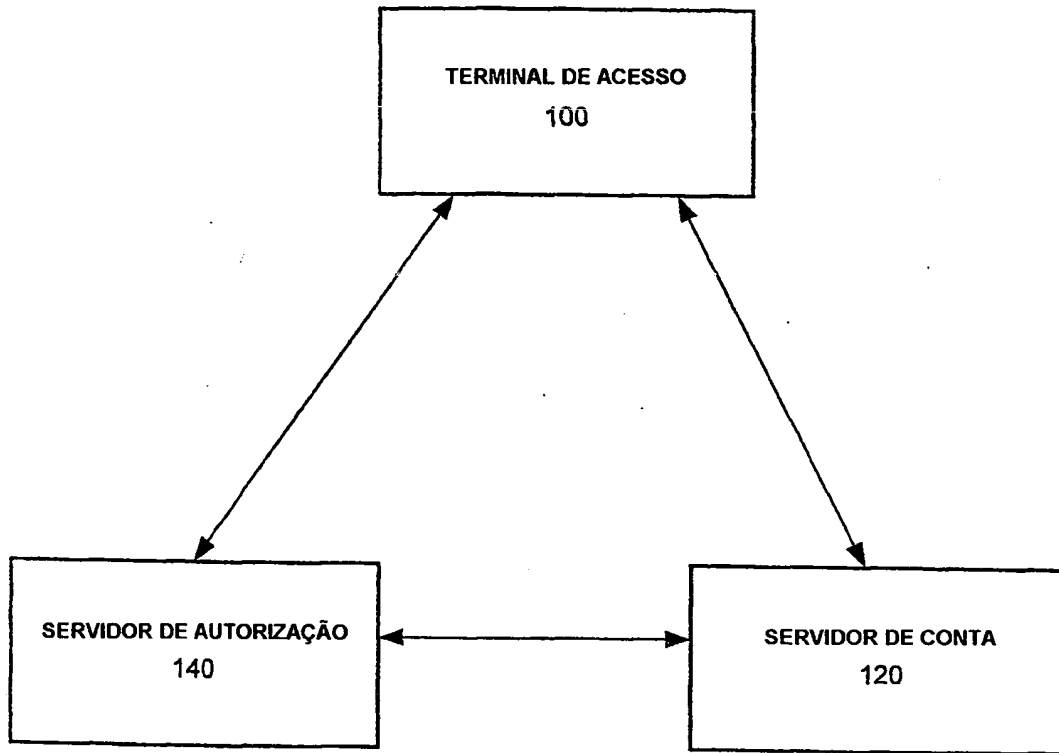 TERMINAL DE ACESSO
100
SERVIDOR DE AUTORIZAÇÃO
140
SERVIDOR DE CONTA
120